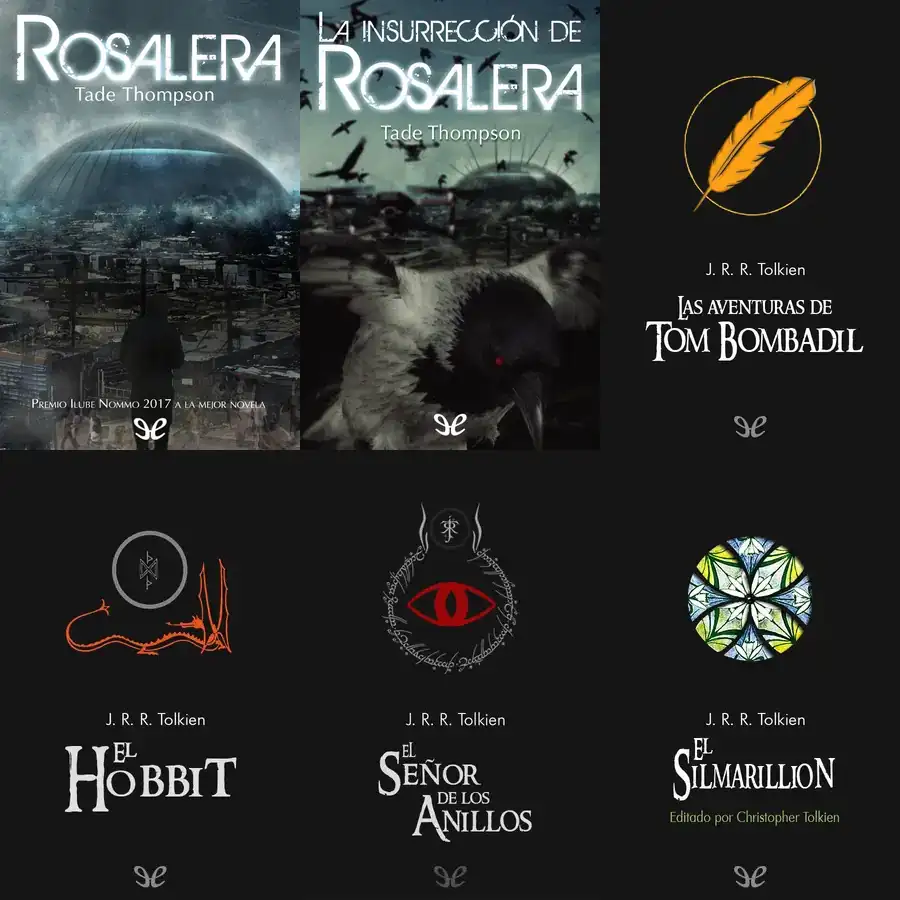 ROSALERA
Tade Thompson
PREMIO ILUBE NOMMO 2017 A LA MEJOR NOVELA
LA INSURRECCIÓN DE
ROSALERA
Tade Thompson
J. R. R. Tolkien
LAS AVENTURAS DE
TOM BOMBADIL
J. R. R. Tolkien
EL
HOBBIT
J. R. R. Tolkien
EL
SEÑOR
DE LOS
ANILLOS
J. R. R. Tolkien
EL
SILMARILLION
Editado por Christopher Tolkien